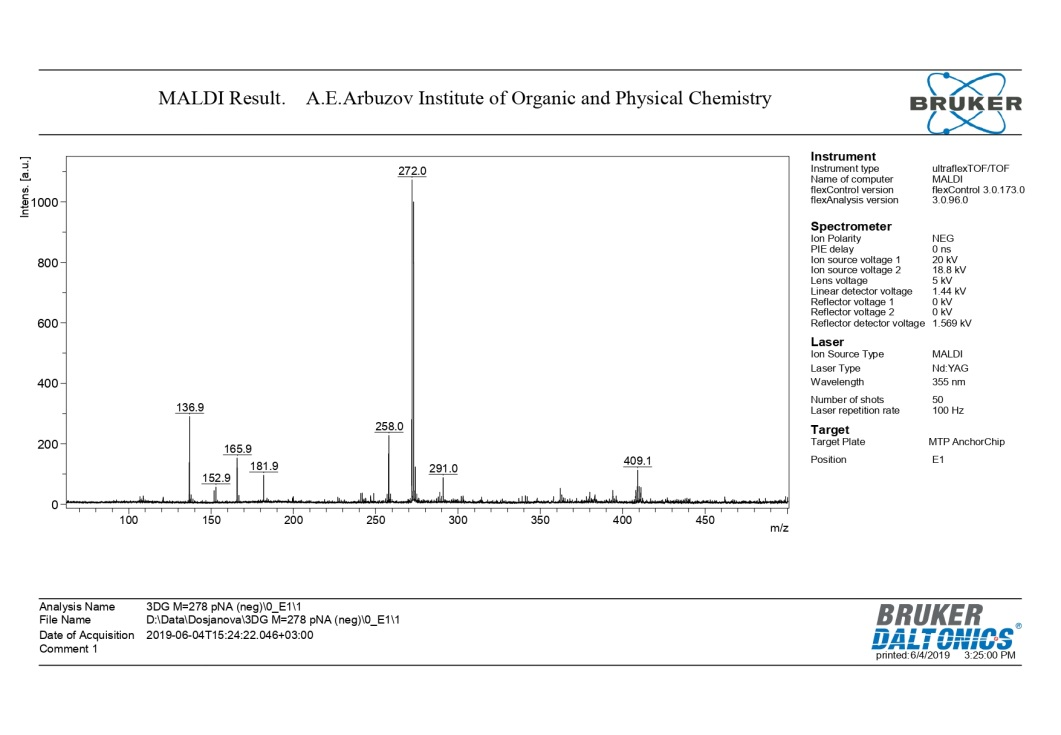 MALDI Result. A.E.Arbuzov Institute of Organic and Physical Chemistry
BRUKER
Intens. [a.u.]
1000
800
600
400
200
0
272.0
136.9
258.0
165.9
181.9
152.9
291.0
409.1
100 150 200 250 300 350 400 450
m/z
Instrument
Instrument type ultraflexTOF/TOF
Name of computer MALDI
flexControl version flexControl 3.0.173.0
flexAnalysis version 3.0.96.0
Spectrometer
Ion Polarity NEG
PIE delay 0 ns
Ion source voltage 1 20 kV
Ion source voltage 2 18.8 kV
Lens voltage 5 kV
Linear detector voltage 1.44 kV
Reflector voltage 1 0 kV
Reflector voltage 2 0 kV
Reflector detector voltage 1.569 kV
Laser
Ion Source Type MALDI
Laser Type Nd:YAG
Wavelength 355 nm
Number of shots 50
Laser repetition rate 100 Hz
Target
Target Plate MTP AnchorChip
Position E1
Analysis Name 3DG M=278 pNA (neg)\0_E1\1
File Name D:\Data\Dosjanova\3DG M=278 pNA (neg)\0_E1\1
Date of Acquisition 2019-06-04T15:24:22.046+03:00
Comment 1
BRUKER
DALTONICS®
printed:6/4/2019 3:25:00 PM